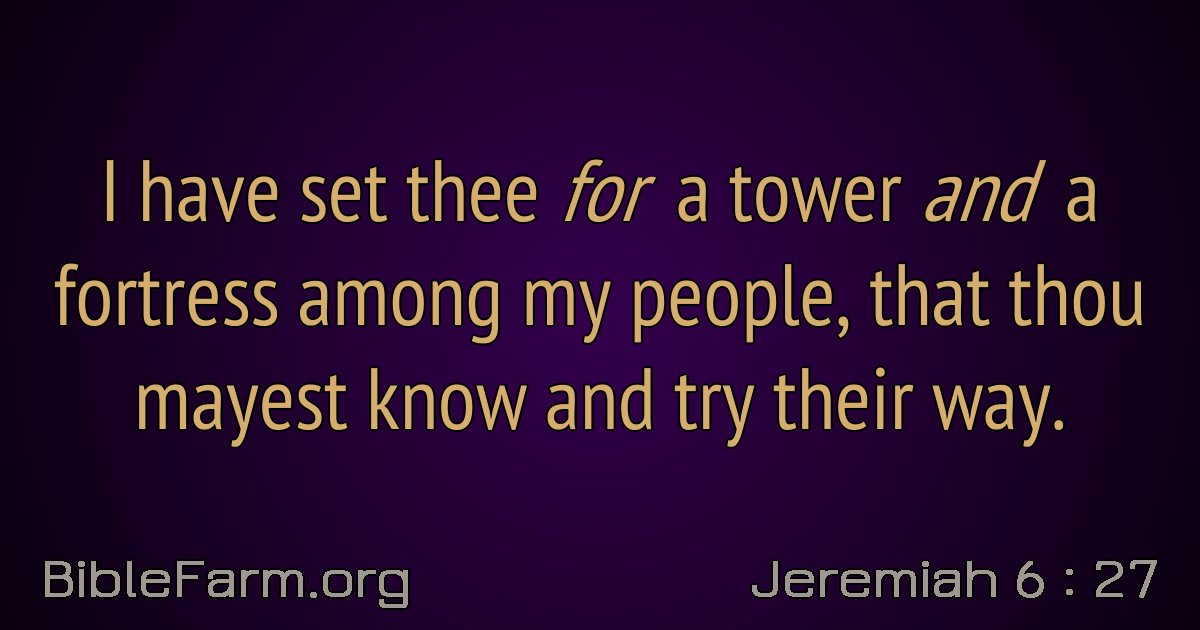 I have set thee for a tower and a
fortress among my people, that thou
mayest know and try their way.
BibleFarm.org
Jeremiah 6 : 27